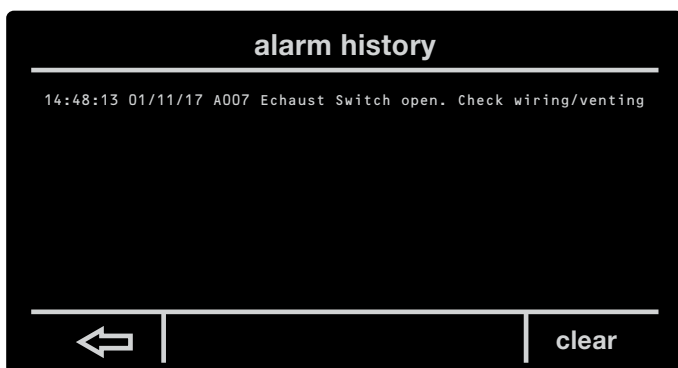 alarm history
14:48:13 01/11/17 A007 Echaust Switch open. Check wiring/venting
clear